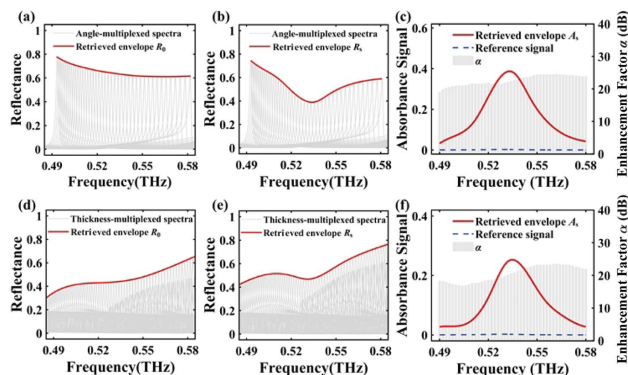 (a)
Angle-multiplexed spectra
Retrieved envelope R0
Reflectance
1
0.8
0.6
0.4
0.2
0
0.49 0.52 0.55 0.58
Frequency(THz)
(b)
Angle-multiplexed spectra
Retrieved envelope Rs
Reflectance
1
0.8
0.6
0.4
0.2
0
0.49 0.52 0.55 0.58
Frequency(THz)
(c)
Retrieved envelope As
Reference signal
α
Absorbance Signal
0.6
0.4
0.2
0
Enhancement Factor α (dB)
40
30
20
10
0
0.49 0.52 0.55 0.58
Frequency(THz)
(d)
Thickness-multiplexed spectra
Retrieved envelope R0
Reflectance
1
0.8
0.6
0.4
0.2
0
0.49 0.52 0.55 0.58
Frequency(THz)
(e)
Thickness-multiplexed spectra
Retrieved envelope Rs
Reflectance
1
0.8
0.6
0.4
0.2
0
0.49 0.52 0.55 0.58
Frequency(THz)
(f)
Retrieved envelope As
Reference signal
α
Absorbance Signal
0.4
0.2
0
Enhancement Factor α (dB)
40
30
20
10
0
0.49 0.52 0.55 0.58
Frequency(THz)